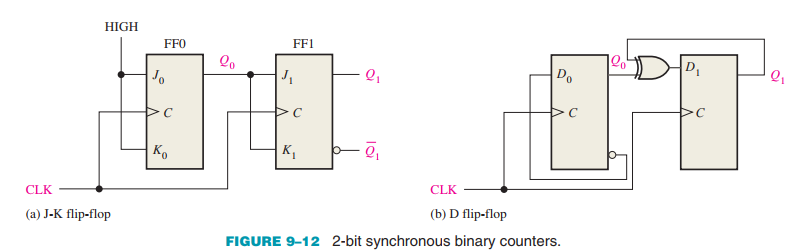 HIGH
FF0
FF1
Q0
J0
J1
Q1
C
C
K0
K1
Q̅1
CLK
(a) J-K flip-flop
Q0
D0
D1
Q1
C
C
CLK
(b) D flip-flop
FIGURE 9–12 2-bit synchronous binary counters.